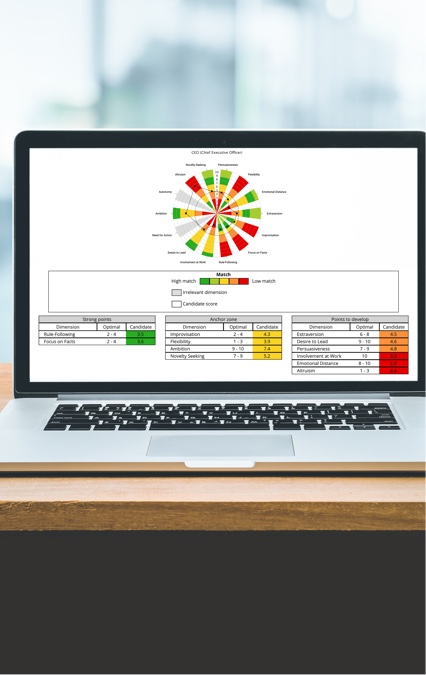 CEO (Chief Executive Officer)
Novelty Seeking
Persuasiveness
Altruism
Flexibility
Autonomy
Emotional Distance
Ambition
Extraversion
Need for Action
Improvisation
Desire to Lead
Focus on Facts
Involvement at Work
Rule-Following
Match
High match
Low match
Irrelevant dimension
Candidate score
Strong points
Dimension Optimal Candidate
Rule-Following 2 - 4
Focus on Facts 2 - 4
Anchor zone
Dimension Optimal Candidate
Improvisation 2 - 4 4.3
Flexibility 1 - 3 3.9
Ambition 9 - 10 7.4
Novelty Seeking 7 - 9 5.2
Points to develop
Dimension Optimal Candidate
Extraversion 6 - 8 4.5
Desire to Lead 9 - 10 4.6
Persuasiveness 7 - 9 4.8
Involvement at Work 10
Emotional Distance 8 - 10
Altruism 1 - 3